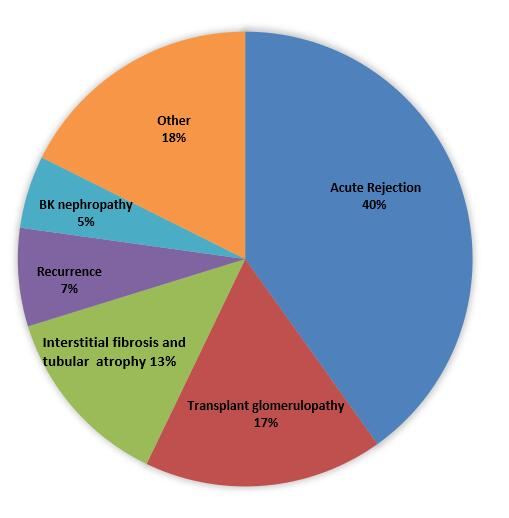 Other
18%
Acute Rejection
40%
BK nephropathy
5%
Recurrence
7%
Interstitial fibrosis and
tubular atrophy 13%
Transplant glomerulopathy
17%